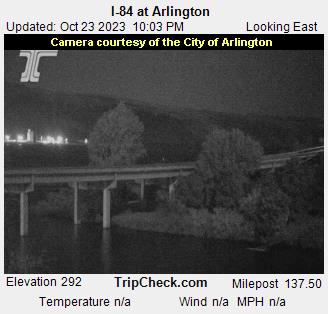 I-84 at Arlington
Updated: Oct 23 2023 10:03 PM Looking East
Camera courtesy of the City of Arlington
Elevation 292 TripCheck.com Milepost 137.50
Temperature n/a Wind n/a MPH n/a